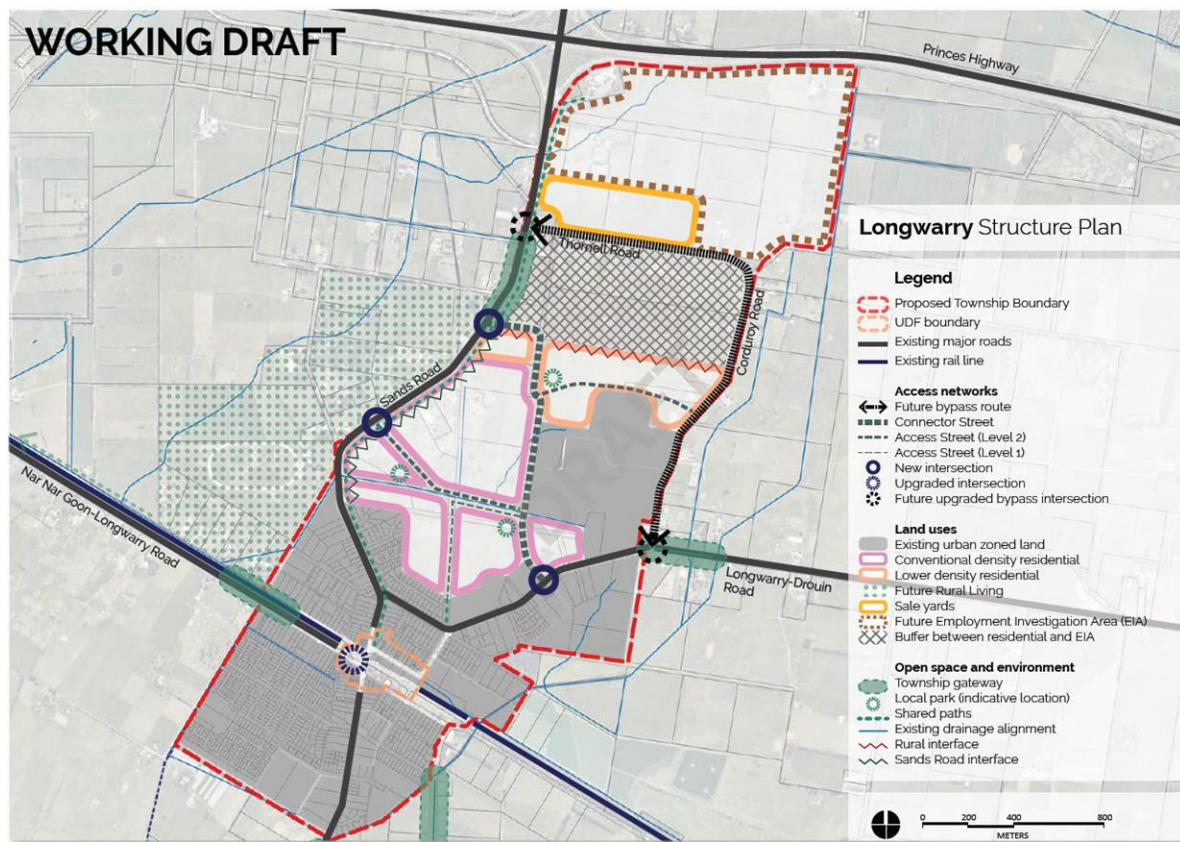 WORKING DRAFT
Princes Highway
Thornell Road
Corduroy Road
Sands Road
Nar Nar Goon-Longwarry Road
Longwarry-Drouin
Road
DRAFT
Longwarry Structure Plan
Legend
Proposed Township Boundary
UDF boundary
Existing major roads
Existing rail line
Access networks
Future bypass route
Connector Street
Access Street (Level 2)
Access Street (Level 1)
New intersection
Upgraded intersection
Future upgraded bypass intersection
Land uses
Existing urban zoned land
Conventional density residential
Lower density residential
Future Rural Living
Sale yards
Future Employment Investigation Area (EIA)
Buffer between residential and EIA
Open space and environment
Township gateway
Local park (indicative location)
Shared paths
Existing drainage alignment
Rural interface
Sands Road interface
0 200 400 800
METERS